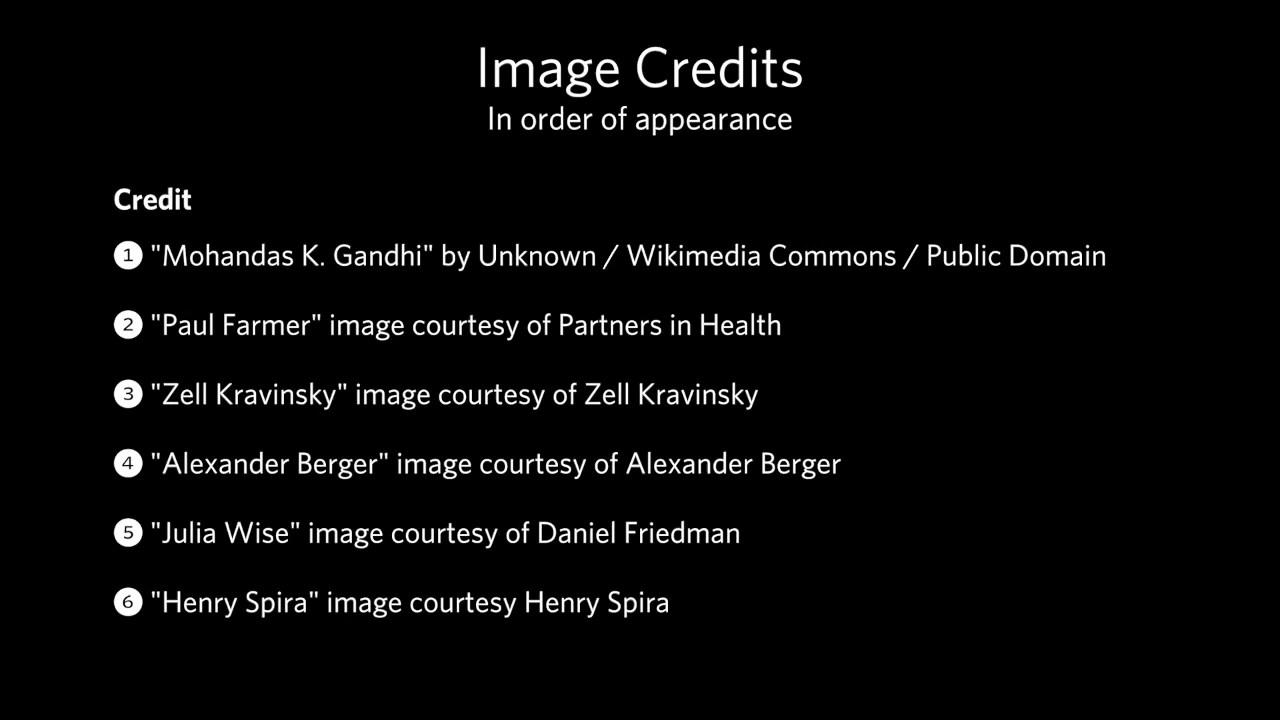 Image Credits
In order of appearance
Credit
1 "Mohandas K. Gandhi" by Unknown / Wikimedia Commons / Public Domain
2 "Paul Farmer" image courtesy of Partners in Health
3 "Zell Kravinsky" image courtesy of Zell Kravinsky
4 "Alexander Berger" image courtesy of Alexander Berger
5 "Julia Wise" image courtesy of Daniel Friedman
6 "Henry Spira" image courtesy Henry Spira